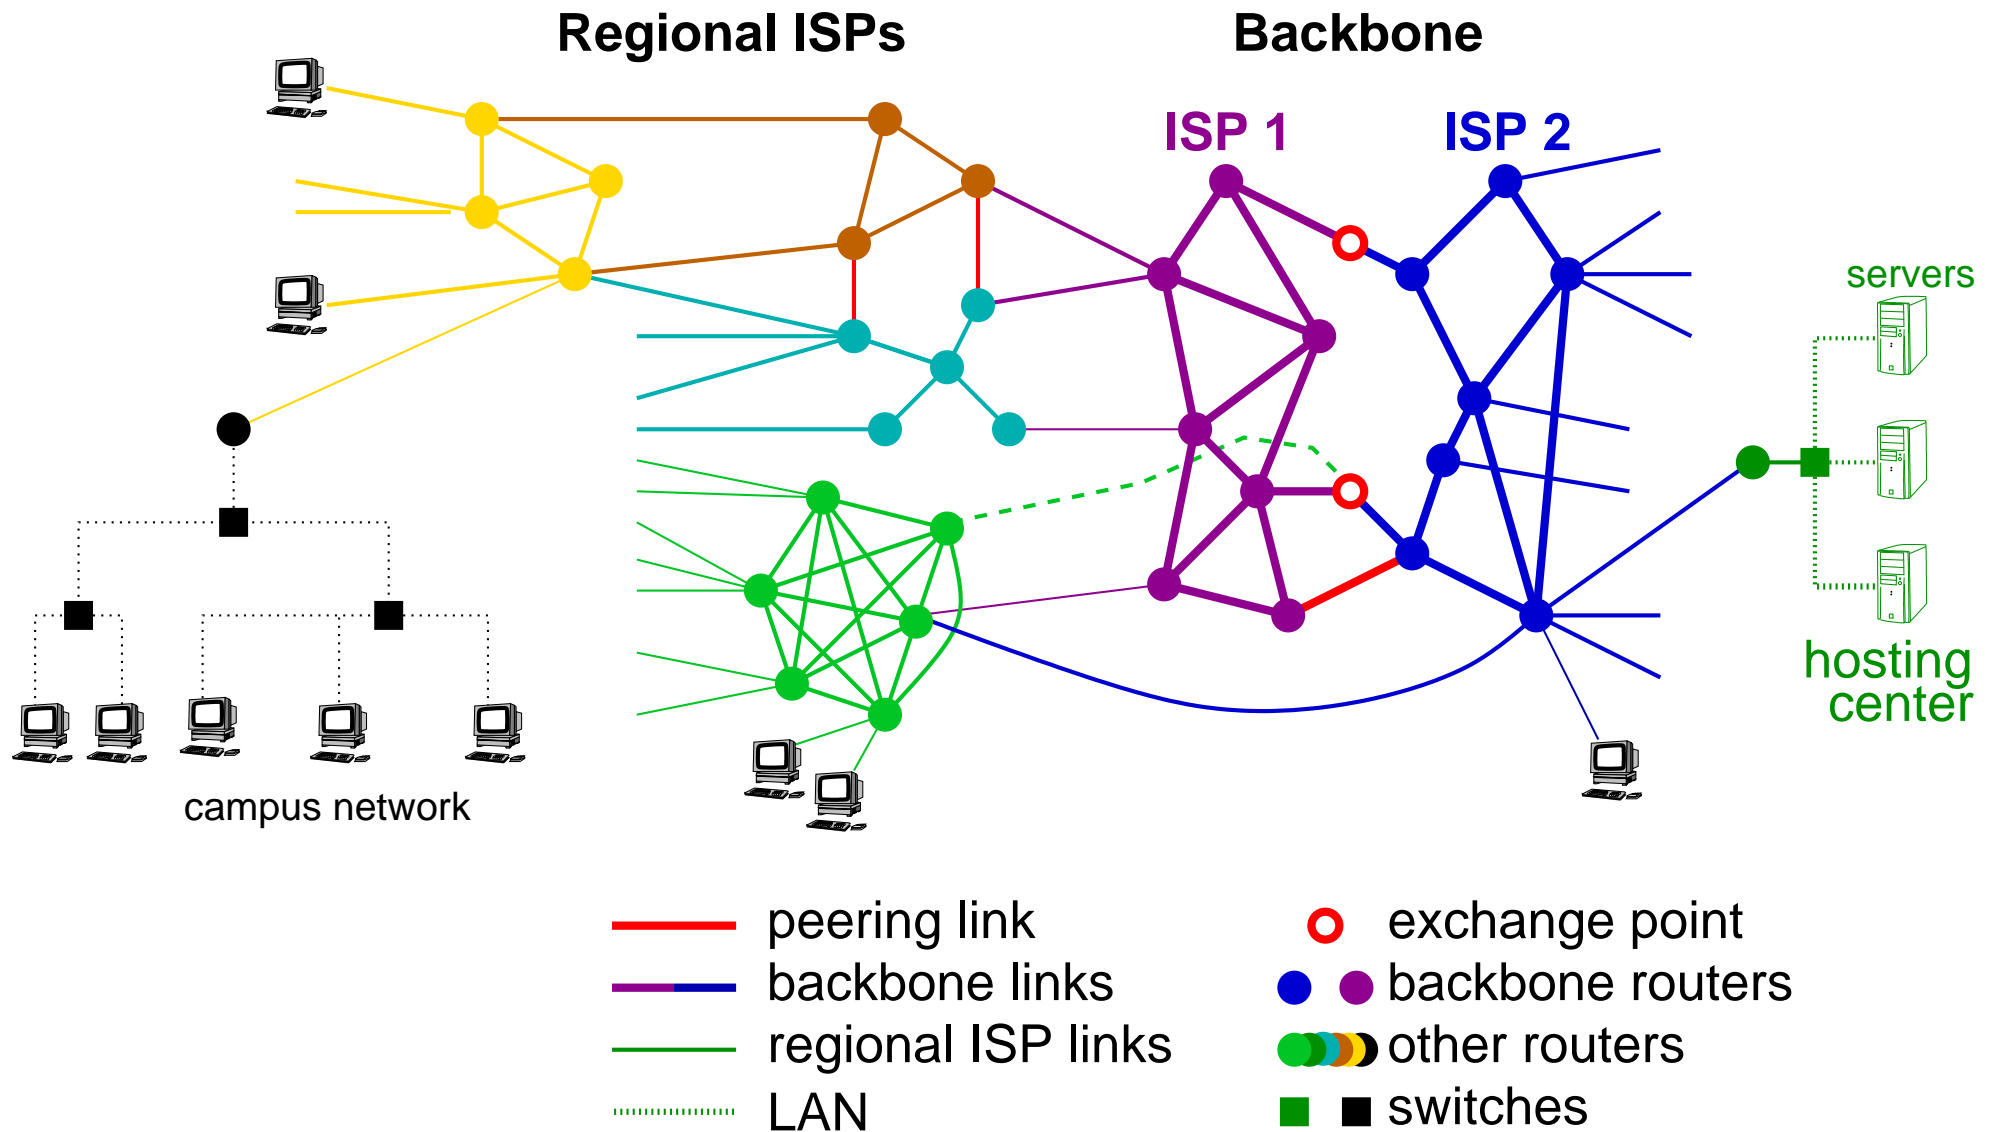 Regional ISPs
Backbone
ISP 1
ISP 2
servers
hosting
center
campus network
peering link
exchange point
backbone links
backbone routers
regional ISP links
other routers
LAN
switches